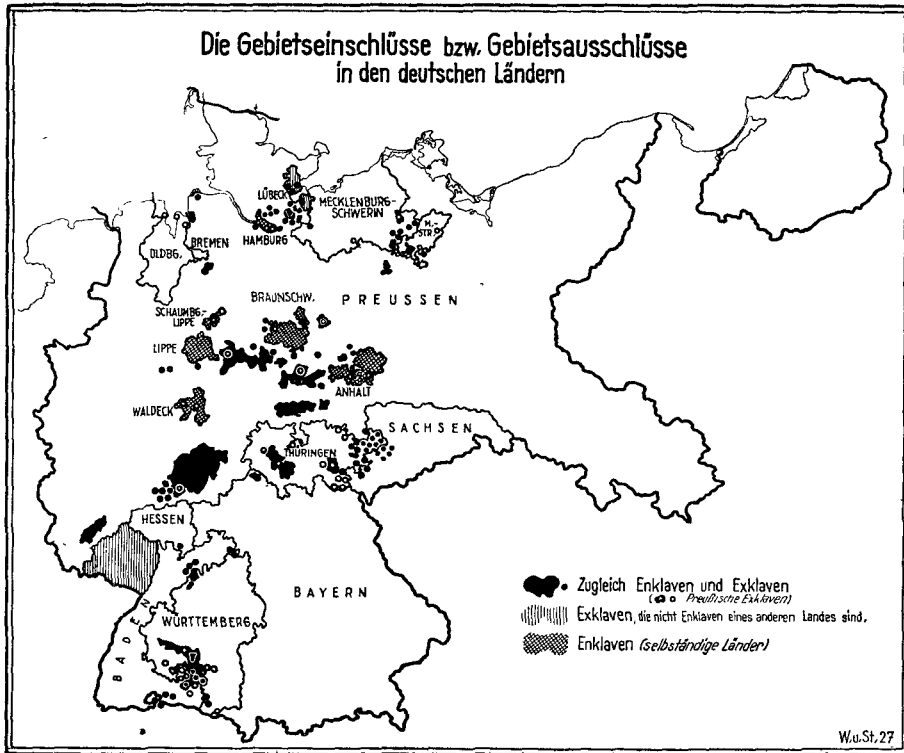 Die Gebietseinschlüsse bzw. Gebietsausschlüsse
in den deutschen Ländern
LÜBECK
MECKLENBURG-
SCHWERIN
M.-
STR.
HAMBURG
BREMEN
OLDBG.
PREUSSEN
BRAUNSCHW.
SCHAUMBG.-
LIPPE
LIPPE
ANHALT
WALDECK
SACHSEN
THÜRINGEN
HESSEN
BAYERN
WÜRTTEMBERG
BADEN
Zugleich Enklaven und Exklaven
(Preußische Exklaven)
Exklaven, die nicht Enklaven eines anderen Landes sind.
Enklaven (selbständige Länder)
W.u.St.27